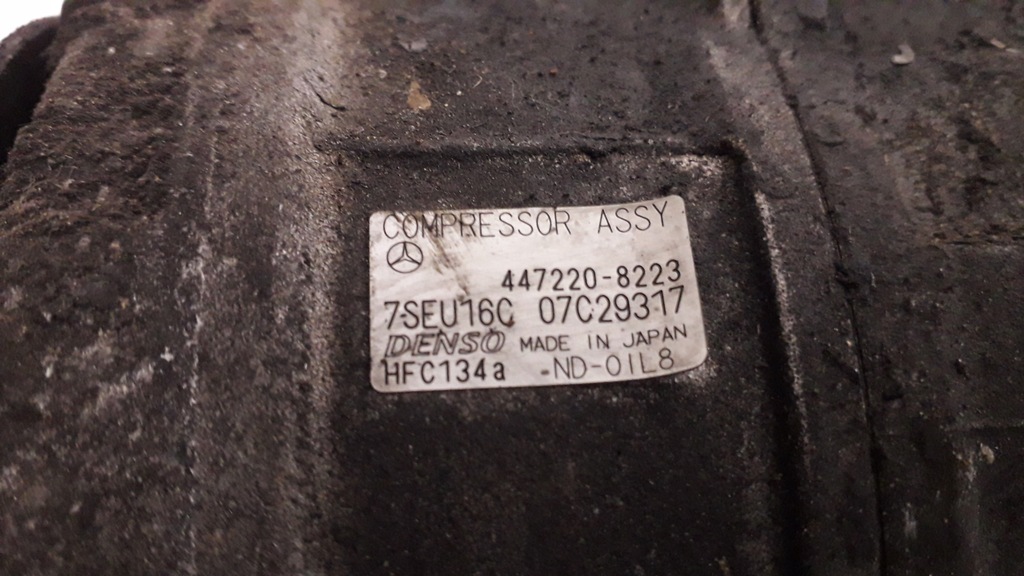 COMPRESSOR ASSY
447220-8223
7SEU16C 07C29317
DENSO MADE IN JAPAN
HFC134a ND-OIL8